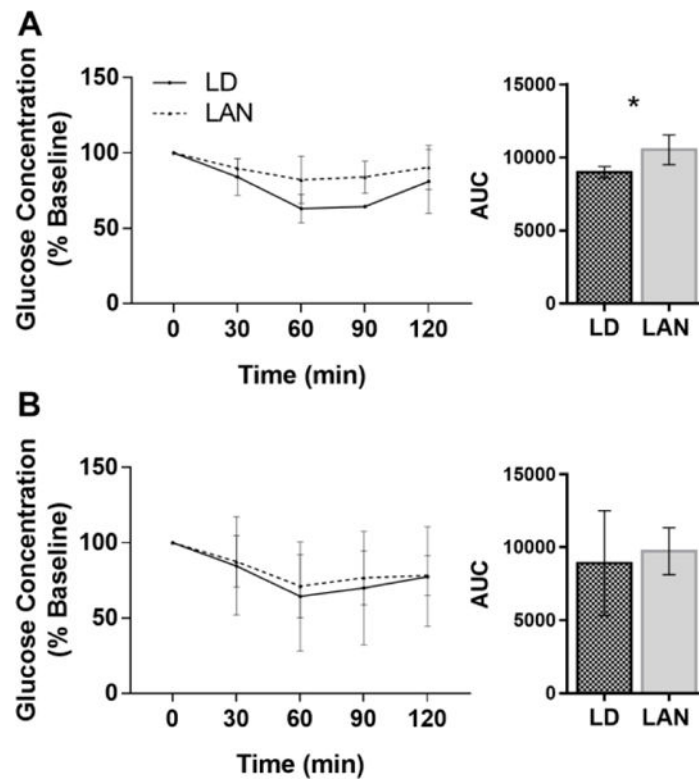 A
Glucose Concentration
(% Baseline)
150
100
50
0
LD
LAN
0 30 60 90 120
Time (min)
AUC
15000
10000
5000
0
*
LD LAN
B
Glucose Concentration
(% Baseline)
150
100
50
0
0 30 60 90 120
Time (min)
AUC
15000
10000
5000
0
LD LAN